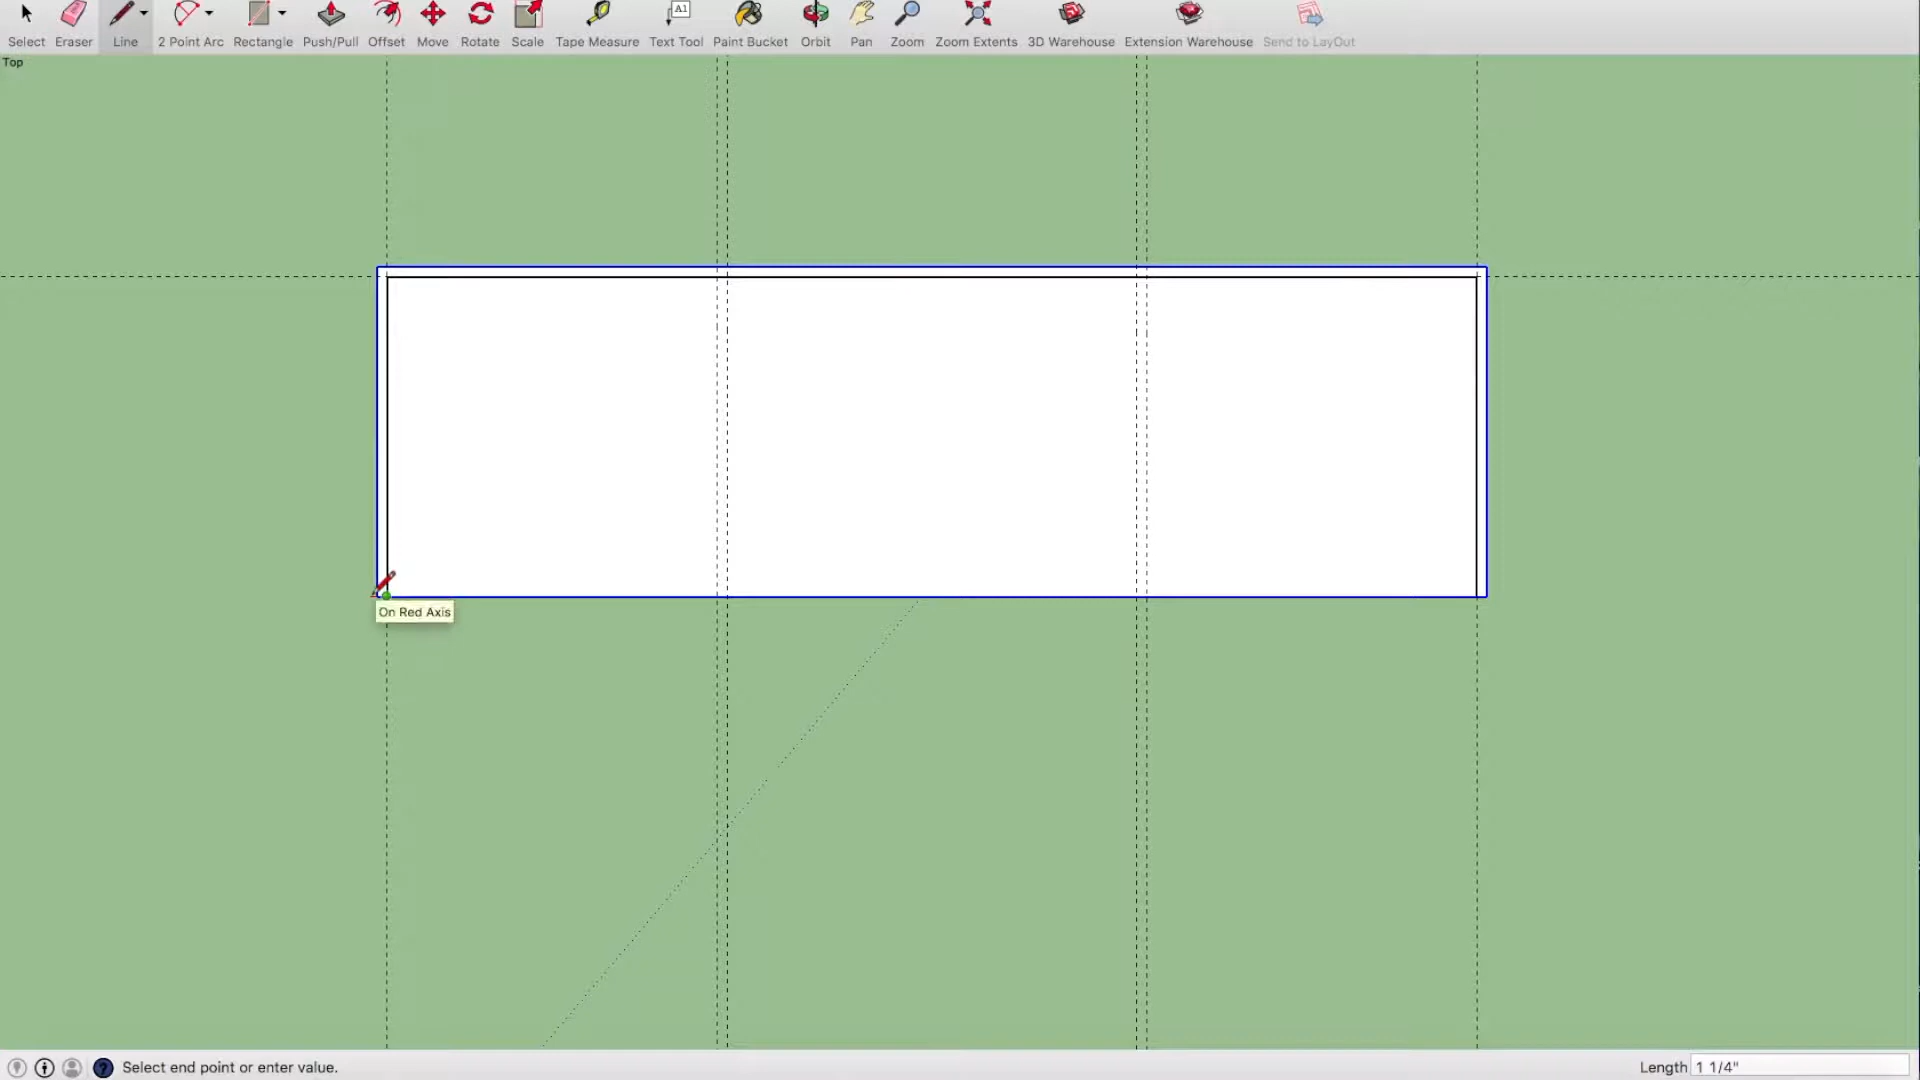 A1
Select Eraser Line 2 Point Arc Rectangle Push/Pull Offset Move Rotate Scale Tape Measure Text Tool Paint Bucket Orbit Pan Zoom Zoom Extents 3D Warehouse Extension Warehouse Send to LayOut
Top
On Red Axis
? Select end point or enter value. Length 1 1/4"